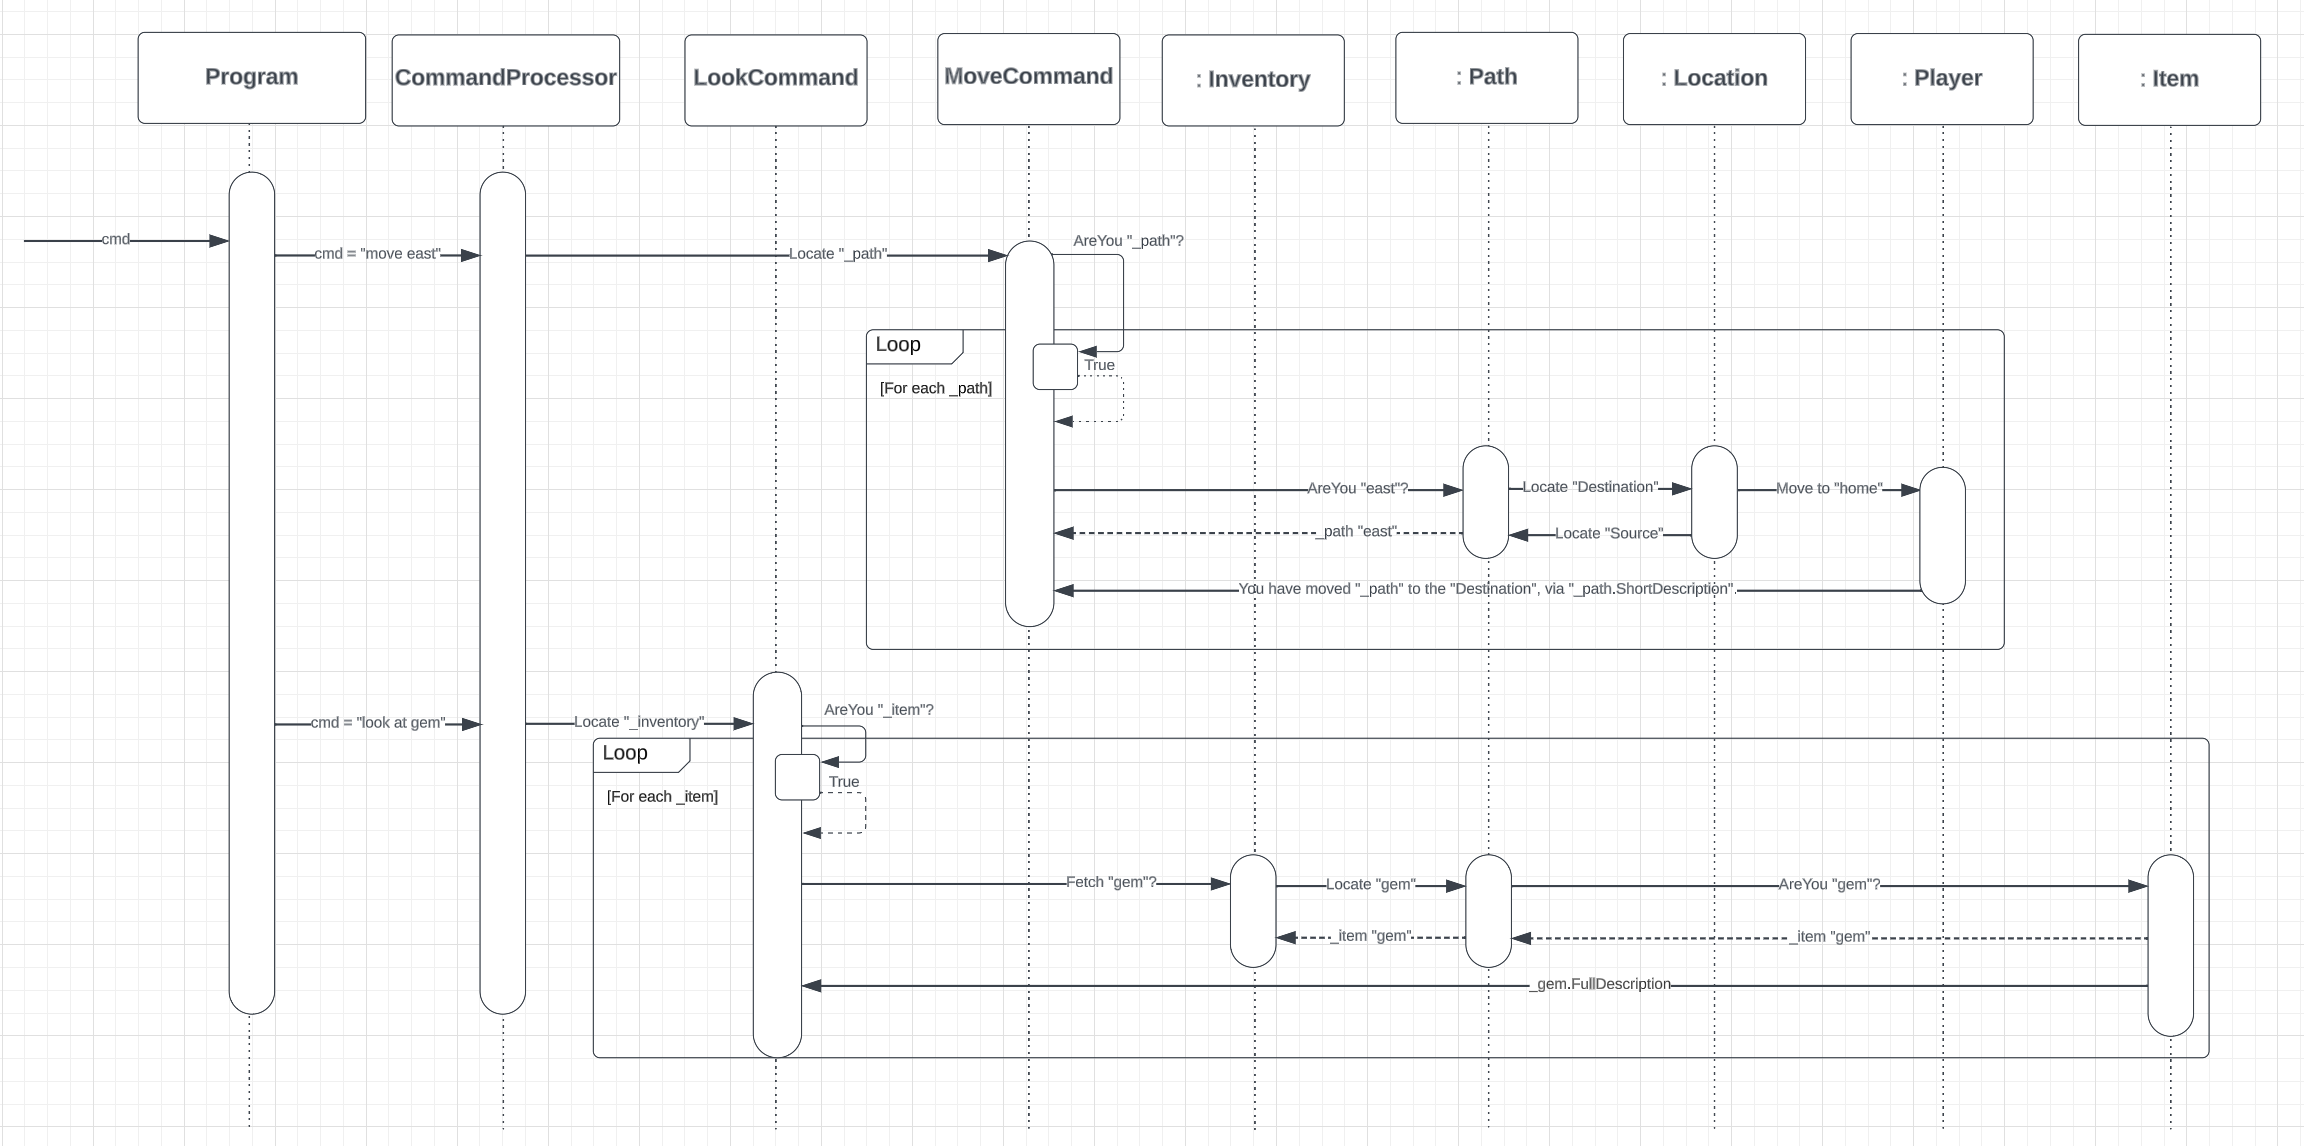 Program
CommandProcessor
LookCommand
MoveCommand
: Inventory
: Path
: Location
: Player
: Item
cmd
cmd = "move east"
Locate "_path"
AreYou "_path"?
Loop
[For each _path]
True
AreYou "east"?
Locate "Destination"
Move to "home"
_path "east"
Locate "Source"
You have moved "_path" to the "Destination", via "_path.ShortDescription".
cmd = "look at gem"
Locate "_inventory"
AreYou "_item"?
Loop
[For each _item]
True
Fetch "gem"?
Locate "gem"
AreYou "gem"?
_item "gem"
_item "gem"
_gem.FullDescription